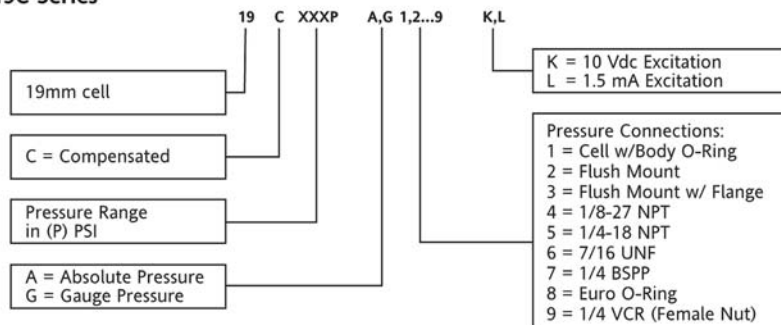 19C Series
19 C XXXP A,G 1,2...9 K,L
19mm cell
C = Compensated
Pressure Range
in (P) PSI
A = Absolute Pressure
G = Gauge Pressure
K = 10 Vdc Excitation
L = 1.5 mA Excitation
Pressure Connections:
1 = Cell w/Body O-Ring
2 = Flush Mount
3 = Flush Mount w/ Flange
4 = 1/8-27 NPT
5 = 1/4-18 NPT
6 = 7/16 UNF
7 = 1/4 BSPP
8 = Euro O-Ring
9 = 1/4 VCR (Female Nut)